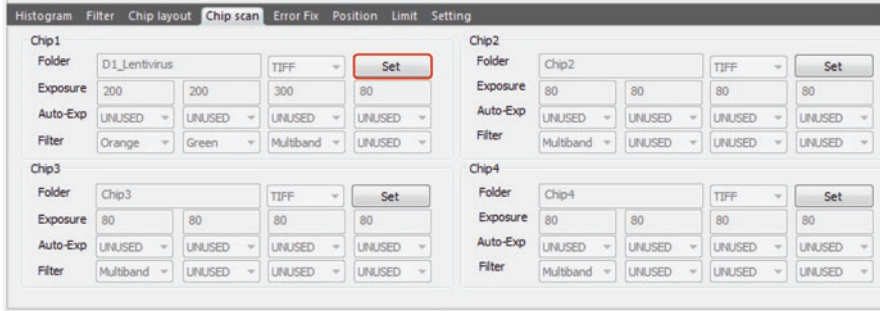 Histogram Filter Chip layout Chip scan Error Fix Position Limit Setting
Chip1
Folder D1_Lentivirus TIFF Set
Exposure 200 200 300 80
Auto-Exp UNUSED UNUSED UNUSED UNUSED
Filter Orange Green Multiband UNUSED
Chip2
Folder Chip2 TIFF Set
Exposure 80 80 80 80
Auto-Exp UNUSED UNUSED UNUSED UNUSED
Filter Multiband UNUSED UNUSED UNUSED
Chip3
Folder Chip3 TIFF Set
Exposure 80 80 80 80
Auto-Exp UNUSED UNUSED UNUSED UNUSED
Filter Multiband UNUSED UNUSED UNUSED
Chip4
Folder Chip4 TIFF Set
Exposure 80 80 80 80
Auto-Exp UNUSED UNUSED UNUSED UNUSED
Filter Multiband UNUSED UNUSED UNUSED